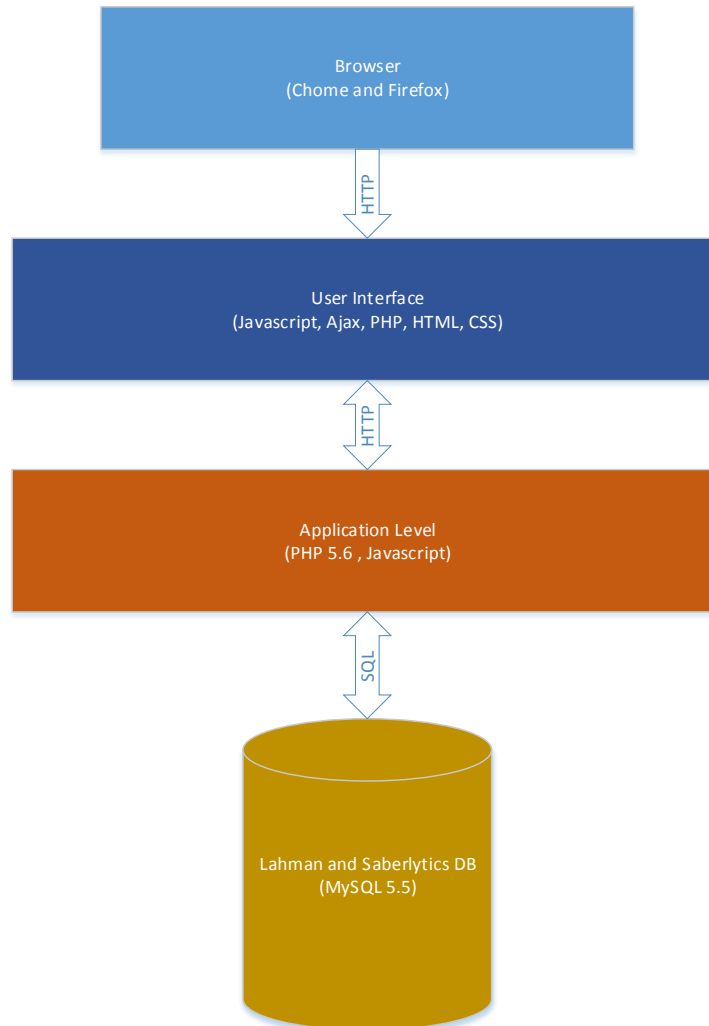 Browser
(Chome and Firefox)
HTTP
User Interface
(Javascript, Ajax, PHP, HTML, CSS)
HTTP
Application Level
(PHP 5.6 , Javascript)
SQL
Lahman and Saberlytics DB
(MySQL 5.5)